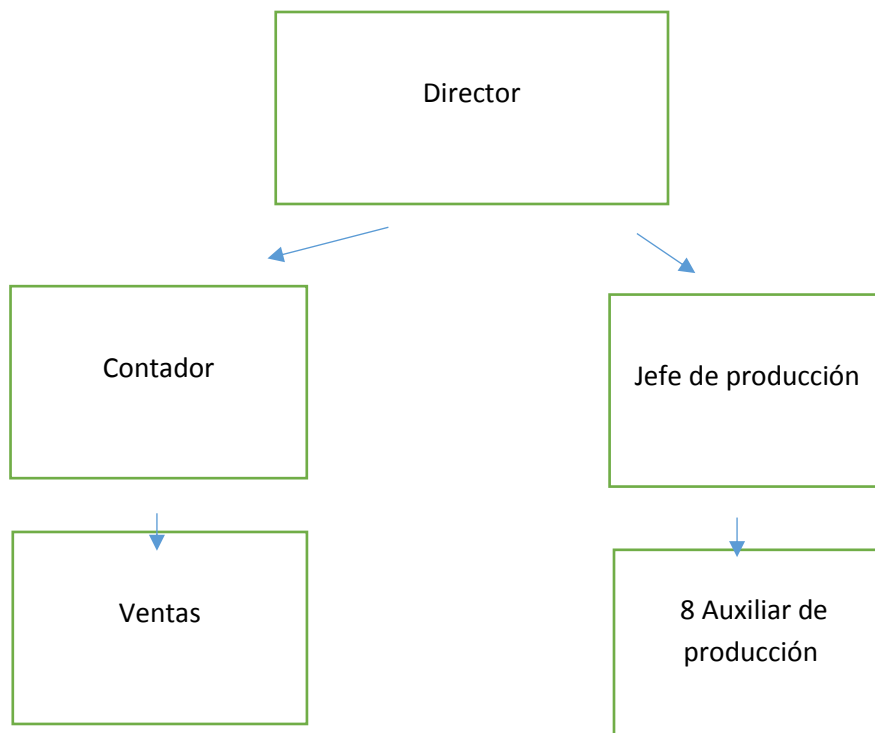 Director
Contador
Jefe de producción
Ventas
8 Auxiliar de
producción